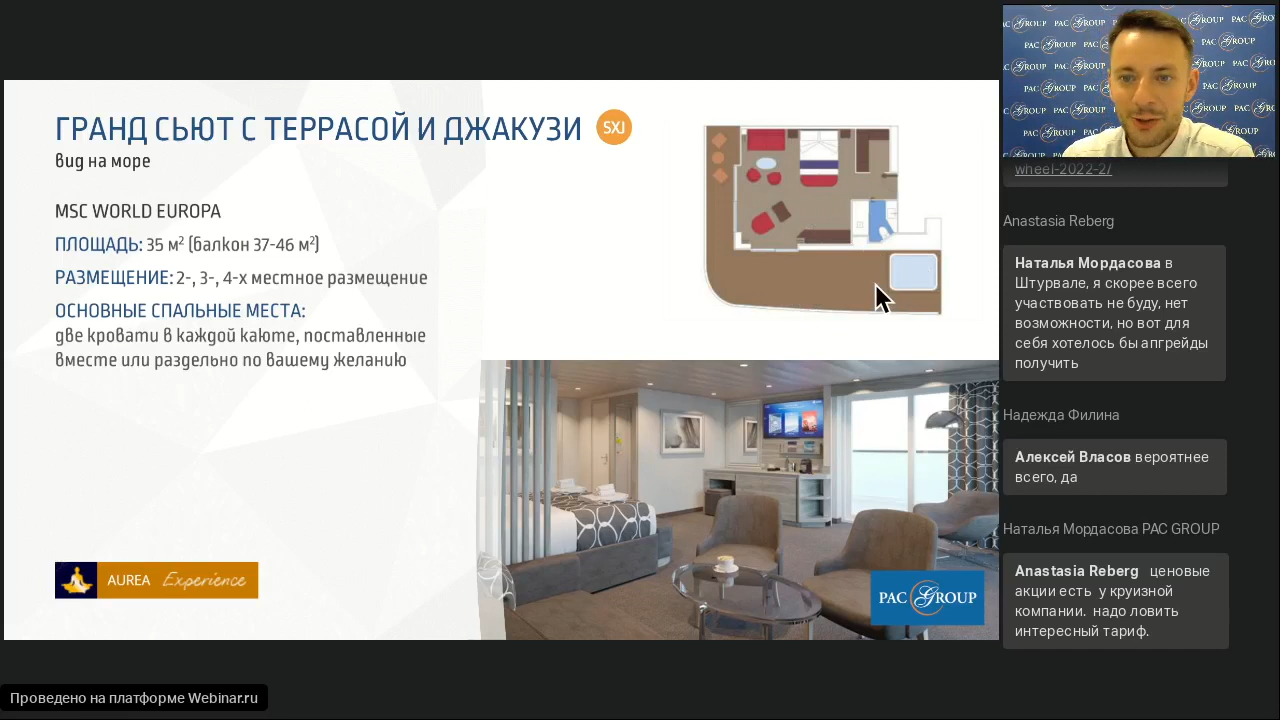 ГРАНД СЬЮТ С ТЕРРАСОЙ И ДЖАКУЗИ SXJ
вид на море
MSC WORLD EUROPA
ПЛОЩАДЬ: 35 м² (балкон 37-46 м²)
РАЗМЕЩЕНИЕ: 2-, 3-, 4-х местное размещение
ОСНОВНЫЕ СПАЛЬНЫЕ МЕСТА:
две кровати в каждой каюте, поставленные
вместе или раздельно по вашему желанию
AUREA Experience
PAC GROUP
Проведено на платформе Webinar.ru
PAC GROUP
wheel-2022-2/
Anastasia Reberg
Наталья Мордасова в
Штурвале, я скорее всего
участвовать не буду, нет
возможности, но вот для
себя хотелось бы апгрейды
получить
Надежда Филина
Алексей Власов вероятнее
всего, да
Наталья Мордасова PAC GROUP
Anastasia Reberg ценовые
акции есть у круизной
компании. надо ловить
интересный тариф.